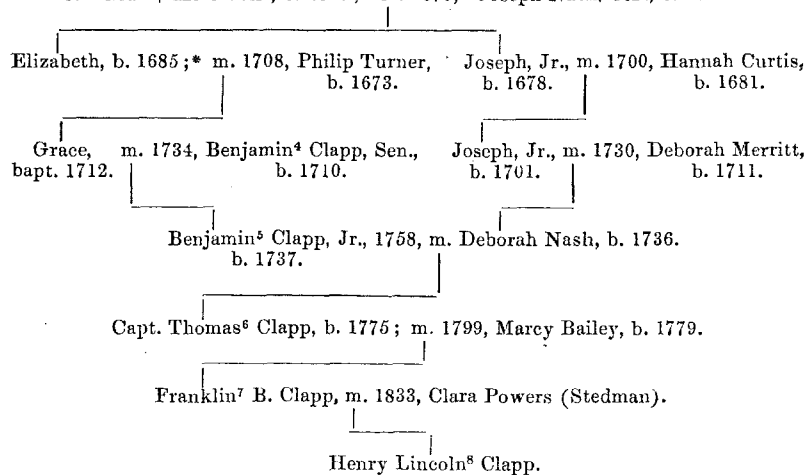 Elizabeth, b. 1685;* m. 1708, Philip Turner, Joseph, Jr., m. 1700, Hannah Curtis,
b. 1673. b. 1678. b. 1681.
Grace, m. 1734, Benjamin⁴ Clapp, Sen., Joseph, Jr., m. 1730, Deborah Merritt,
bapt. 1712. b. 1710. b. 1701. b. 1711.
Benjamin⁵ Clapp, Jr., 1758, m. Deborah Nash, b. 1736.
b. 1737.
Capt. Thomas⁶ Clapp, b. 1775; m. 1799, Marcy Bailey, b. 1779.
Franklin⁷ B. Clapp, m. 1833, Clara Powers (Stedman).
Henry Lincoln⁸ Clapp.